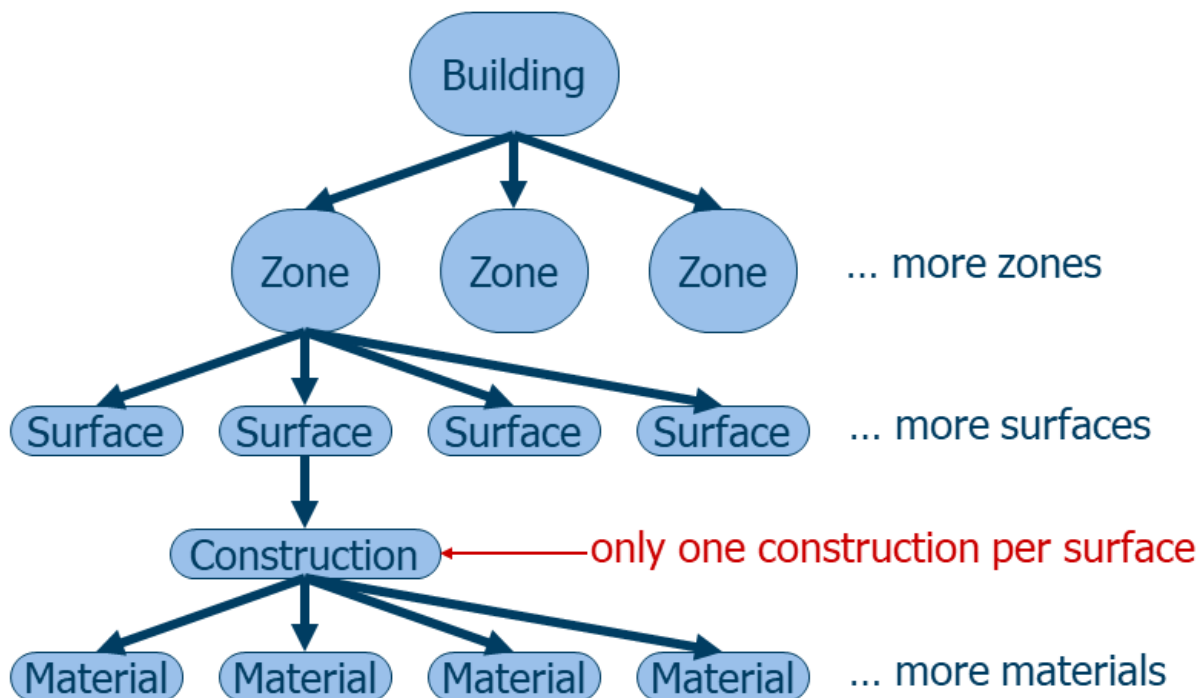 Building
Zone Zone Zone ... more zones
Surface Surface Surface Surface ... more surfaces
Construction only one construction per surface
Material Material Material Material ... more materials